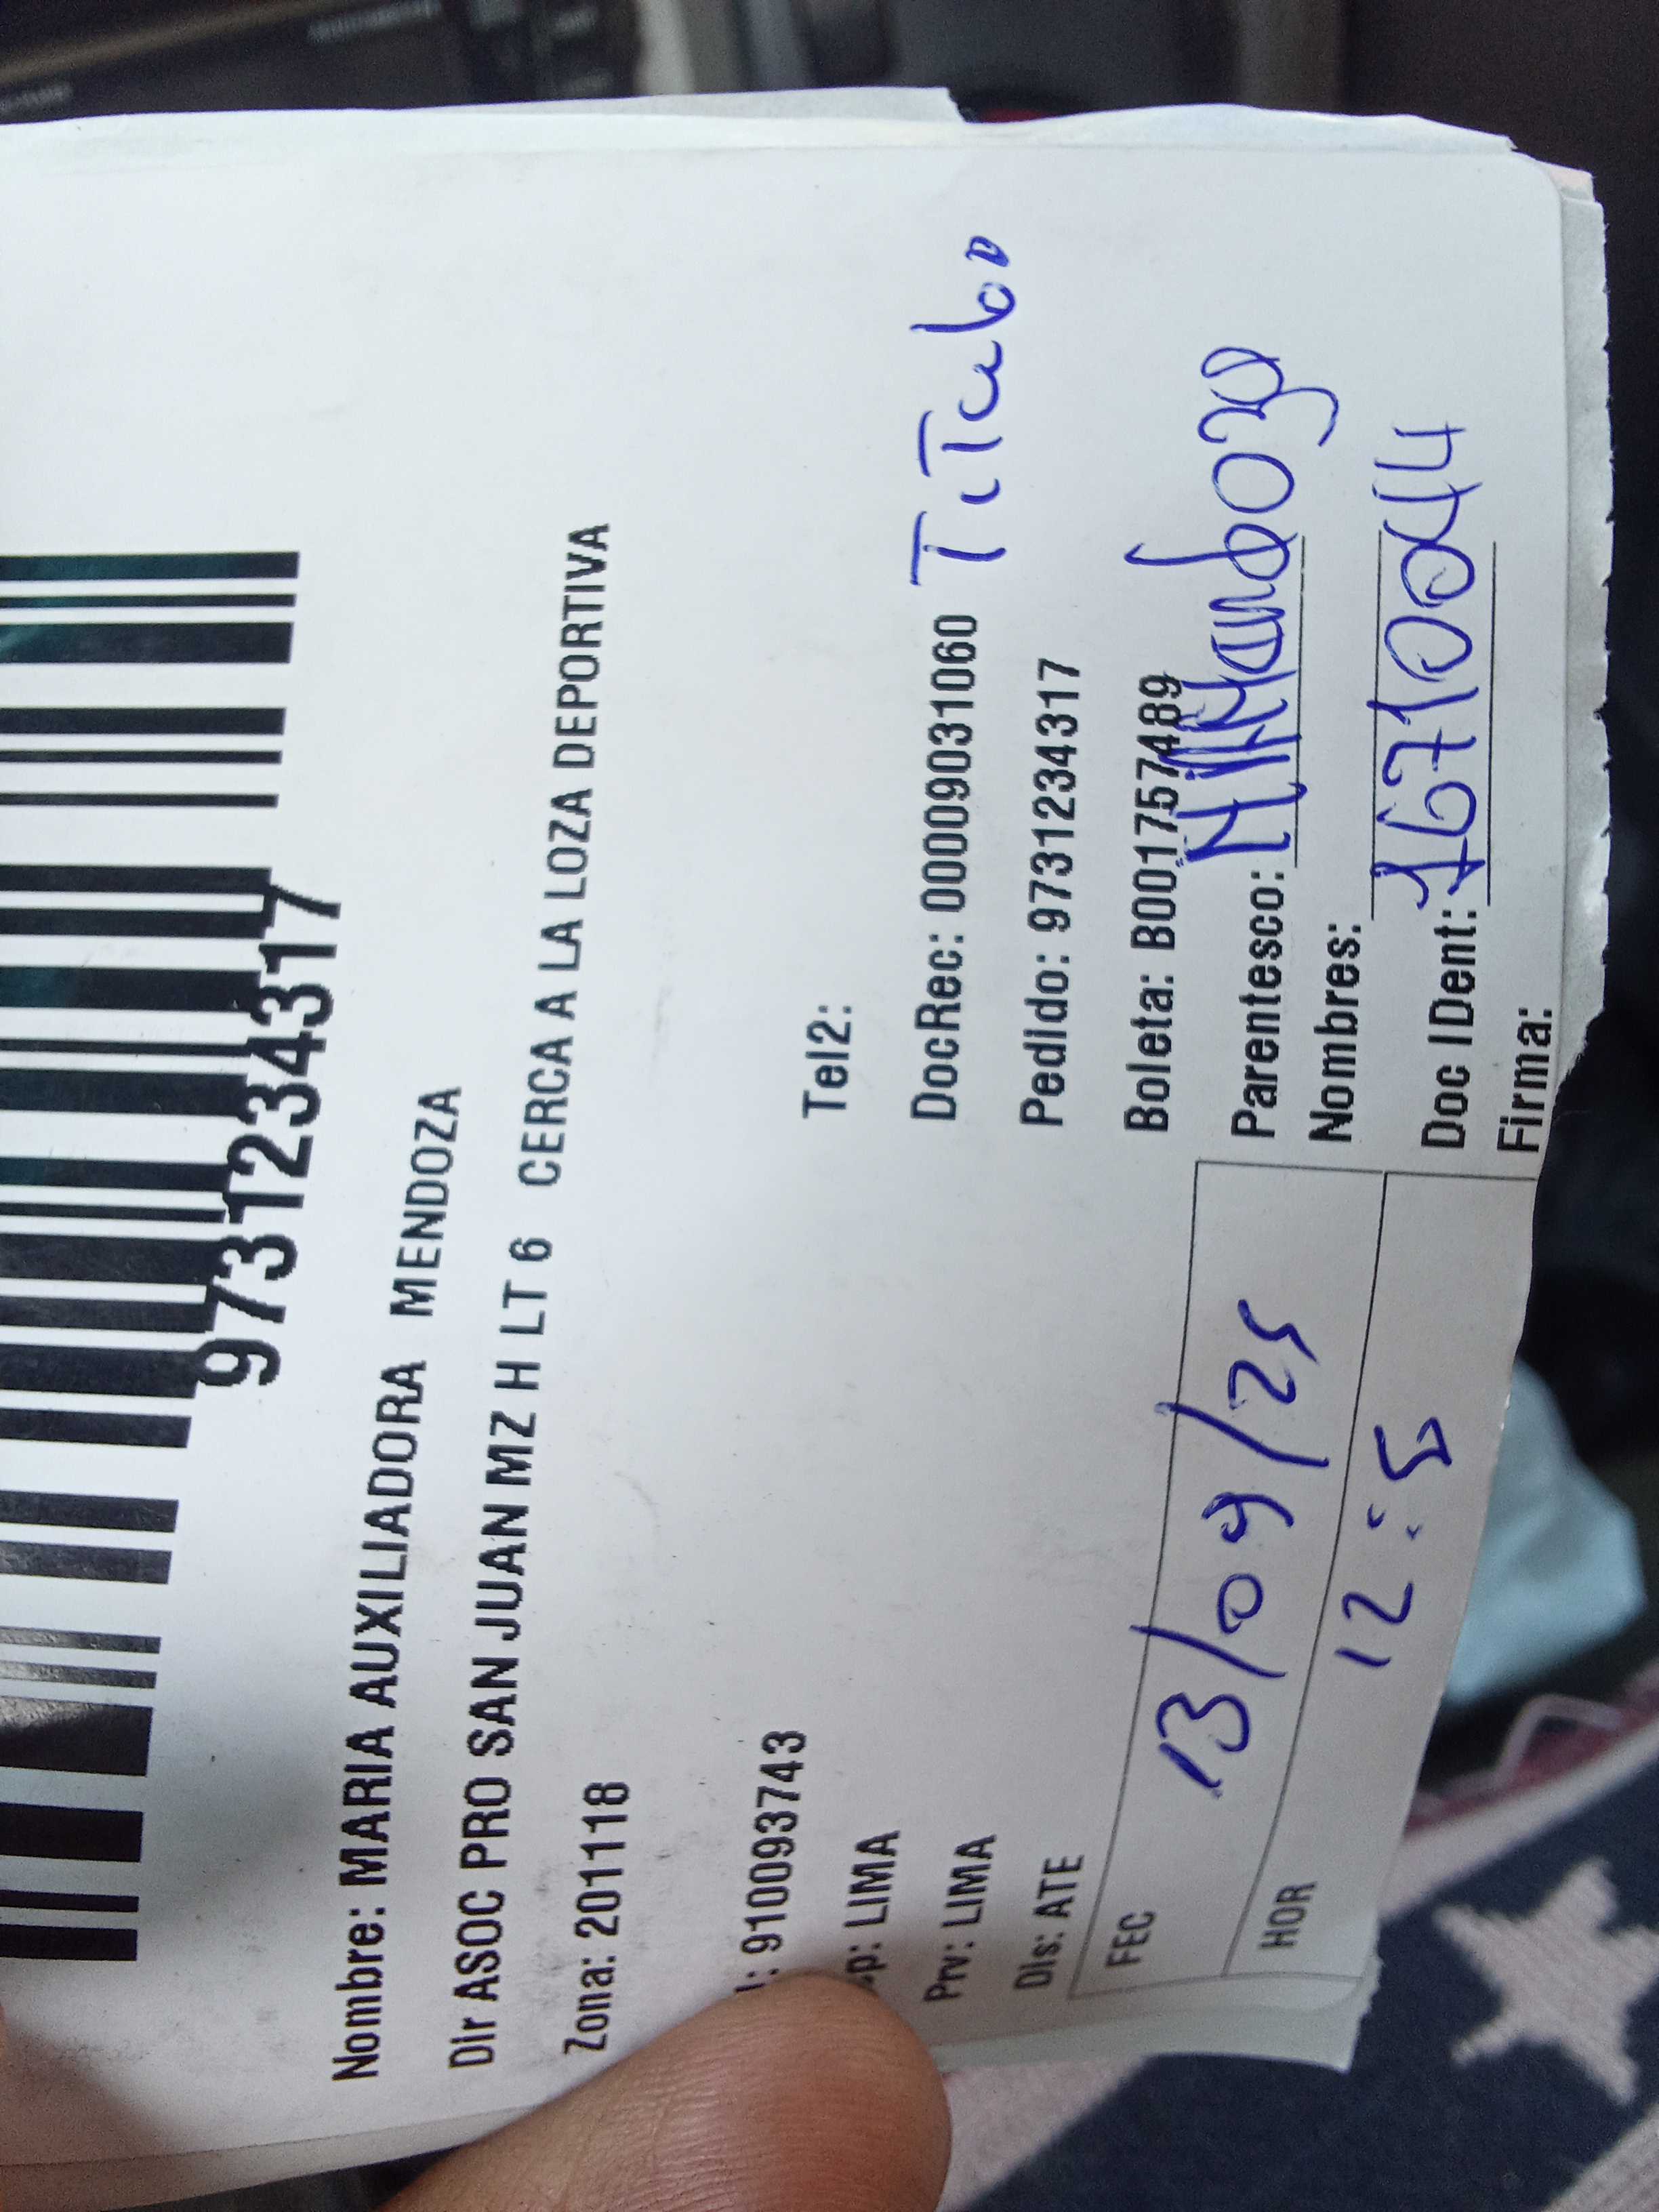 9731234317
Nombre: MARIA AUXILIADORA MENDOZA
Dir ASOC PRO SAN JUAN MZ H LT 6 CERCA A LA LOZA DEPORTIVA
Zona: 201118
l: 910093743
Tel2:
p: LIMA
DocRec: 00009031060 TiTular
Prv: LIMA
Pedido: 9731234317
Dis: ATE
Boleta: B001757489
FEC 13/09/25
Parentesco:
HOR 12:5
Nombres:
Doc IDent:
Firma: